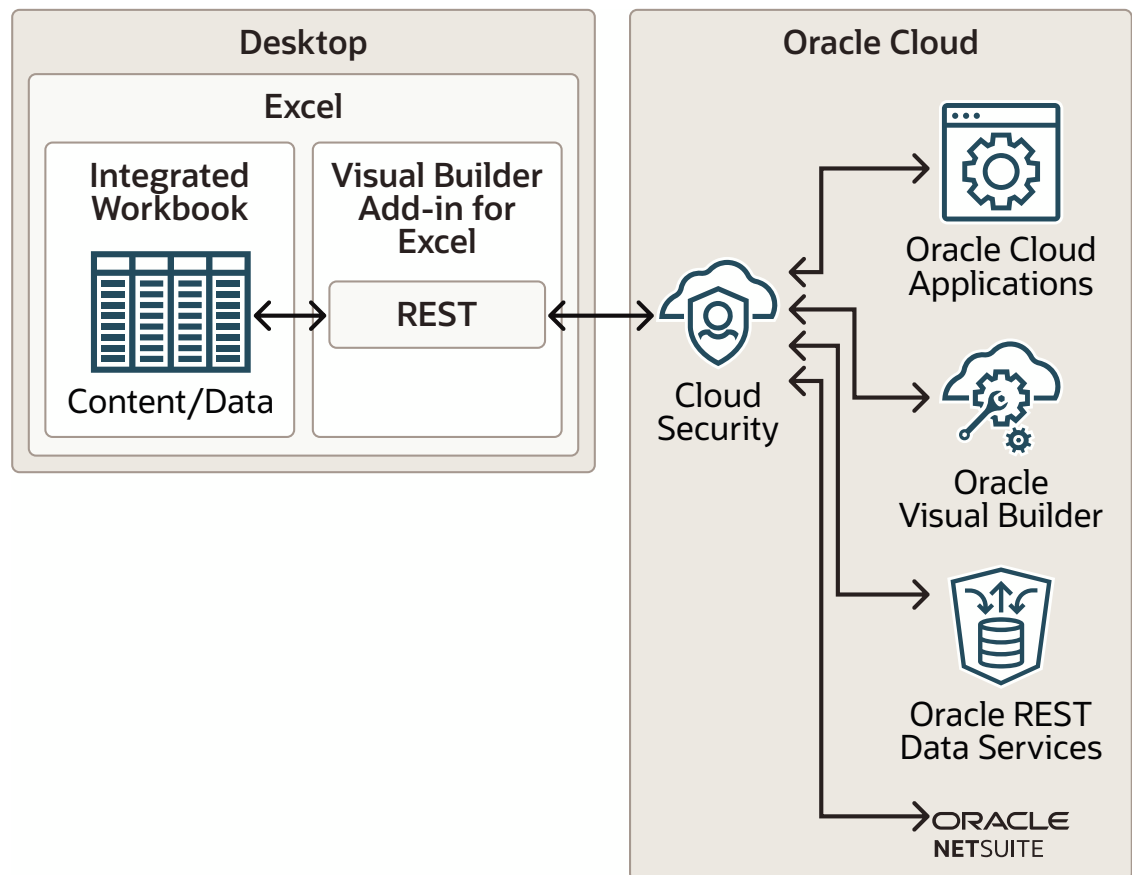 Desktop
Excel
Integrated
Workbook
Content/Data
Visual Builder
Add-in for
Excel
REST
Oracle Cloud
Cloud
Security
Oracle Cloud
Applications
Oracle
Visual Builder
Oracle REST
Data Services
ORACLE
NETSUITE